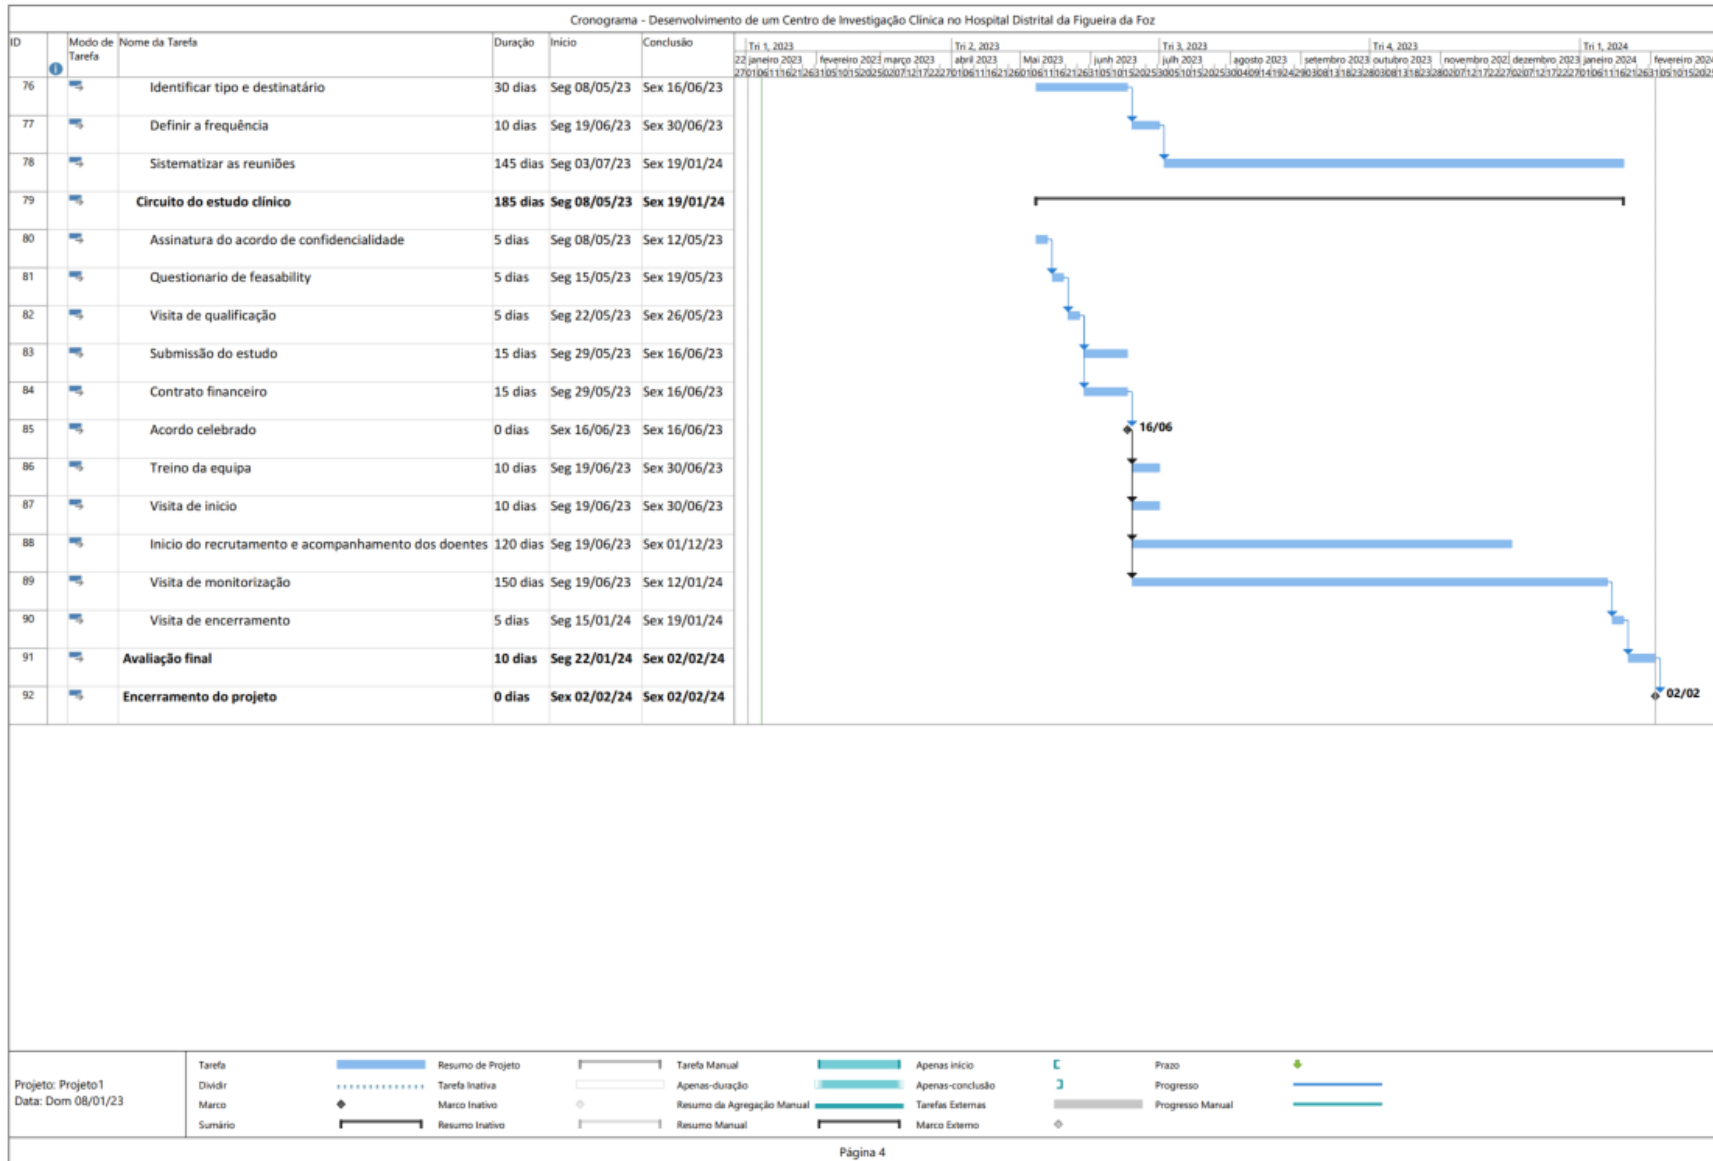 Cronograma - Desenvolvimento de um Centro de Investigação Clínica no Hospital Distrital da Figueira da Foz
ID Modo de Tarefa Nome da Tarefa Duração Início Conclusão
Tri 1, 2023 Tri 2, 2023 Tri 3, 2023 Tri 4, 2023 Tri 1, 2024
22 janeiro 2023 fevereiro 2023 março 2023 abril 2023 Mai 2023 junh 2023 julh 2023 agosto 2023 setembro 2023 outubro 2023 novembro 2023 dezembro 2023 janeiro 2024 fevereiro 2024
76 Identificar tipo e destinatário 30 dias Seg 08/05/23 Sex 16/06/23
77 Definir a frequência 10 dias Seg 19/06/23 Sex 30/06/23
78 Sistematizar as reuniões 145 dias Seg 03/07/23 Sex 19/01/24
79 Circuito do estudo clínico 185 dias Seg 08/05/23 Sex 19/01/24
80 Assinatura do acordo de confidencialidade 5 dias Seg 08/05/23 Sex 12/05/23
81 Questionario de feasability 5 dias Seg 15/05/23 Sex 19/05/23
82 Visita de qualificação 5 dias Seg 22/05/23 Sex 26/05/23
83 Submissão do estudo 15 dias Seg 29/05/23 Sex 16/06/23
84 Contrato financeiro 15 dias Seg 29/05/23 Sex 16/06/23
85 Acordo celebrado 0 dias Sex 16/06/23 Sex 16/06/23 16/06
86 Treino da equipa 10 dias Seg 19/06/23 Sex 30/06/23
87 Visita de inicio 10 dias Seg 19/06/23 Sex 30/06/23
88 Inicio do recrutamento e acompanhamento dos doentes 120 dias Seg 19/06/23 Sex 01/12/23
89 Visita de monitorização 150 dias Seg 19/06/23 Sex 12/01/24
90 Visita de encerramento 5 dias Seg 15/01/24 Sex 19/01/24
91 Avaliação final 10 dias Seg 22/01/24 Sex 02/02/24
92 Encerramento do projeto 0 dias Sex 02/02/24 Sex 02/02/24 02/02
Projeto: Projeto1
Data: Dom 08/01/23
Tarefa Resumo de Projeto Tarefa Manual Apenas início Prazo
Dividir Tarefa Inativa Apenas-duração Apenas-conclusão Progresso
Marco Marco Inativo Resumo da Agregação Manual Tarefas Externas Progresso Manual
Sumário Resumo Inativo Resumo Manual Marco Externo
Página 4